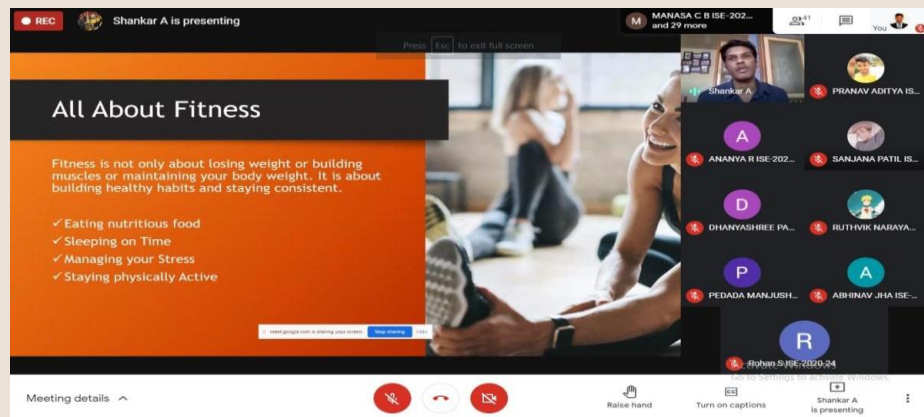 REC
Shankar A is presenting
M
MANASA C B ISE-202...
and 29 more
41
You
Press Esc to exit full screen
All About Fitness
Fitness is not only about losing weight or building
muscles or maintaining your body weight. It is about
building healthy habits and staying consistent.
✓ Eating nutritious food
✓ Sleeping on Time
✓ Managing your Stress
✓ Staying physically Active
meet.google.com is sharing your screen.
Stop sharing
Hide
Shankar A
PRANAV ADITYA IS...
A
ANANYA R ISE-202...
SANJANA PATIL IS...
D
DHANYASHREE PA...
RUTHVIK NARAYA...
P
PEDADA MANJUSH...
A
ABHINAV JHA ISE-...
R
Rohan S ISE-2020-24
Activate Windows
Go to Settings to activate Windows.
Meeting details
Raise hand
CC
Turn on captions
Shankar A
is presenting